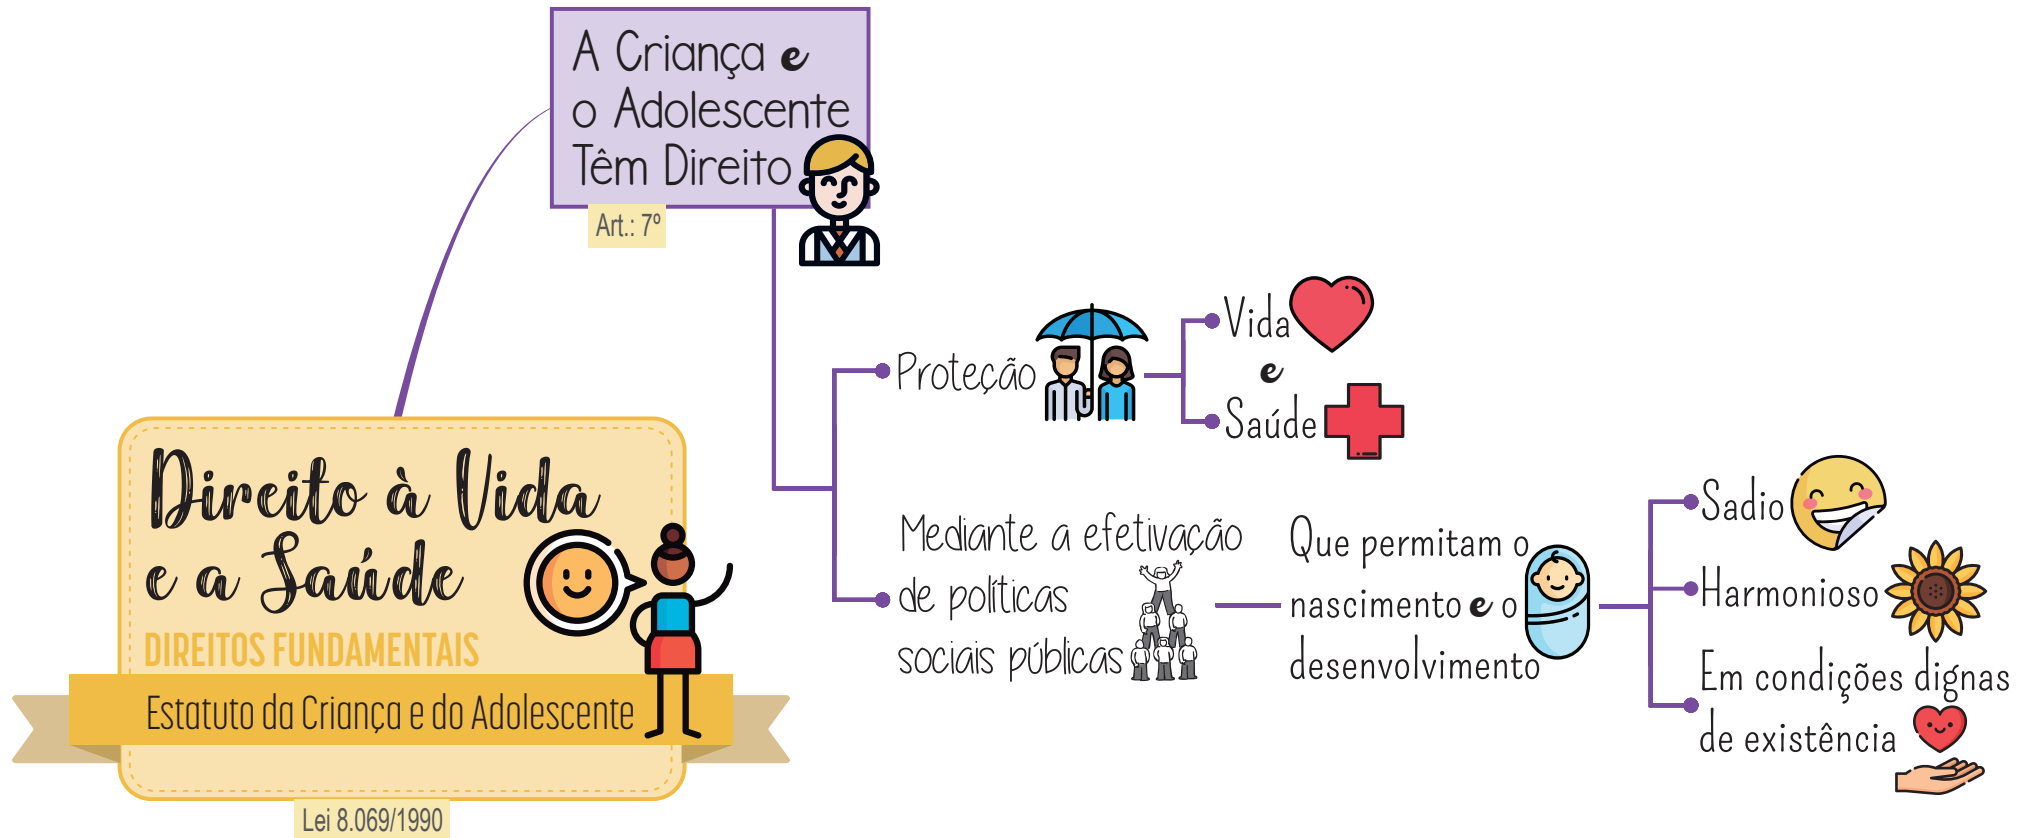 A Criança e
o Adolescente
Têm Direito
Art.: 7º
Proteção
Vida
e
Saúde
Mediante a efetivação
de políticas
sociais públicas
Que permitam o
nascimento e o
desenvolvimento
Sadio
Harmonioso
Em condições dignas
de existência
Direito à Vida
e a Saúde
DIREITOS FUNDAMENTAIS
Estatuto da Criança e do Adolescente
Lei 8.069/1990